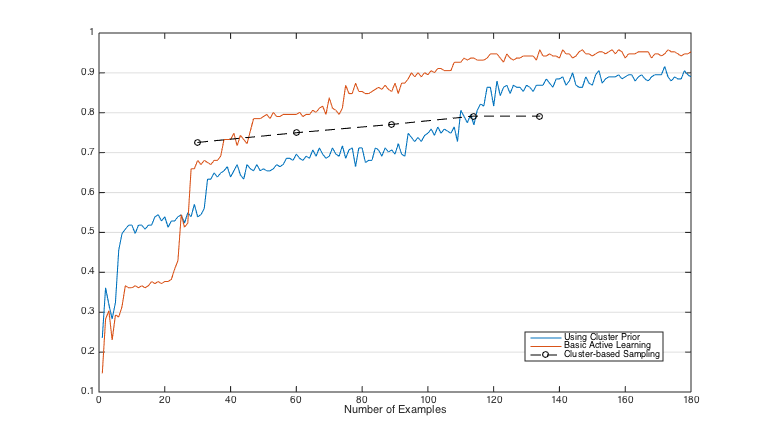 1
0.9
0.8
0.7
0.6
0.5
0.4
0.3
0.2
0.1
0 20 40 60 80 100 120 140 160 180
Number of Examples
Using Cluster Prior
Basic Active Learning
Cluster-based Sampling